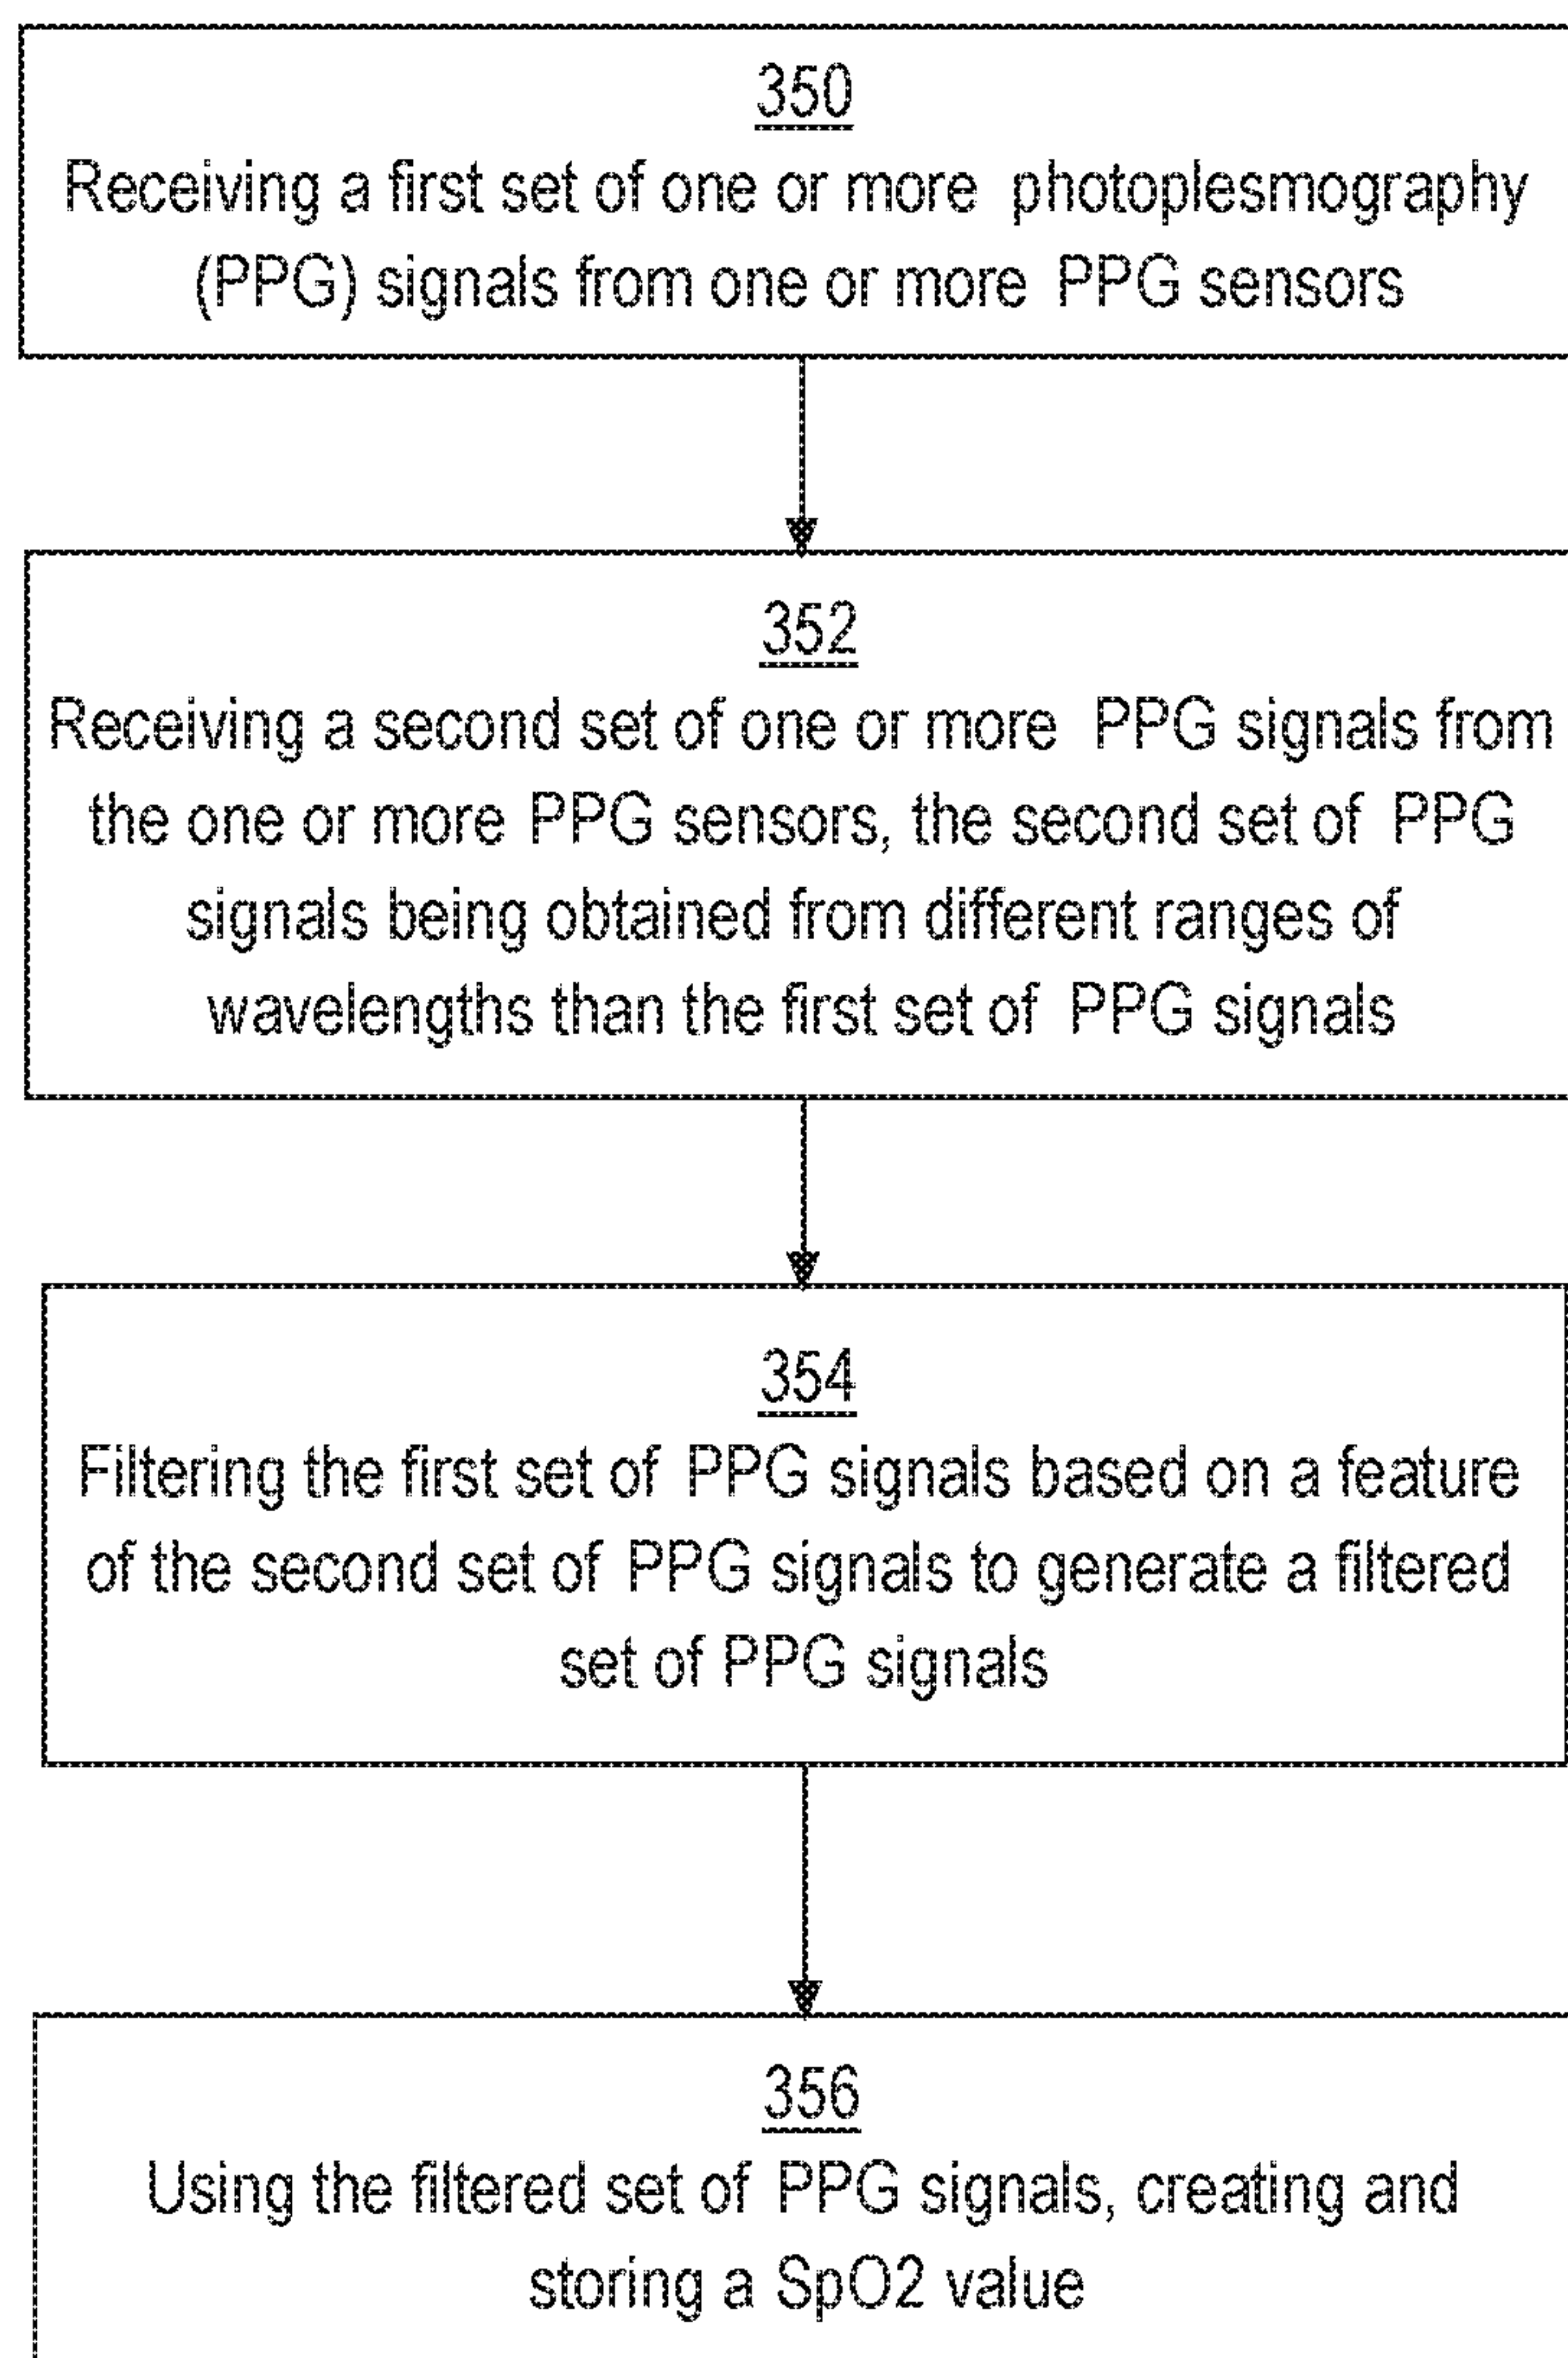 350
Receiving a first set of one or more photoplesmography
(PPG) signals from one or more PPG sensors
352
Receiving a second set of one or more PPG signals from
the one or more PPG sensors, the second set of PPG
signals being obtained from different ranges of
wavelengths than the first set of PPG signals
354
Filtering the first set of PPG signals based on a feature
of the second set of PPG signals to generate a filtered
set of PPG signals
356
Using the filtered set of PPG signals, creating and
storing a SpO2 value